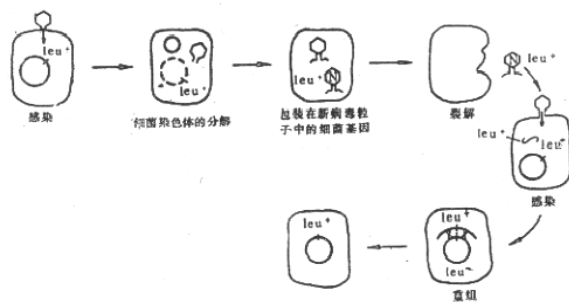 leu⁺
感染
leu⁺
细菌染色体的分解
leu⁺
包装在新病毒粒
子中的细菌基因
裂解
leu⁺
leu⁺
leu⁻
感染
leu⁺
leu⁻
重组
leu⁺